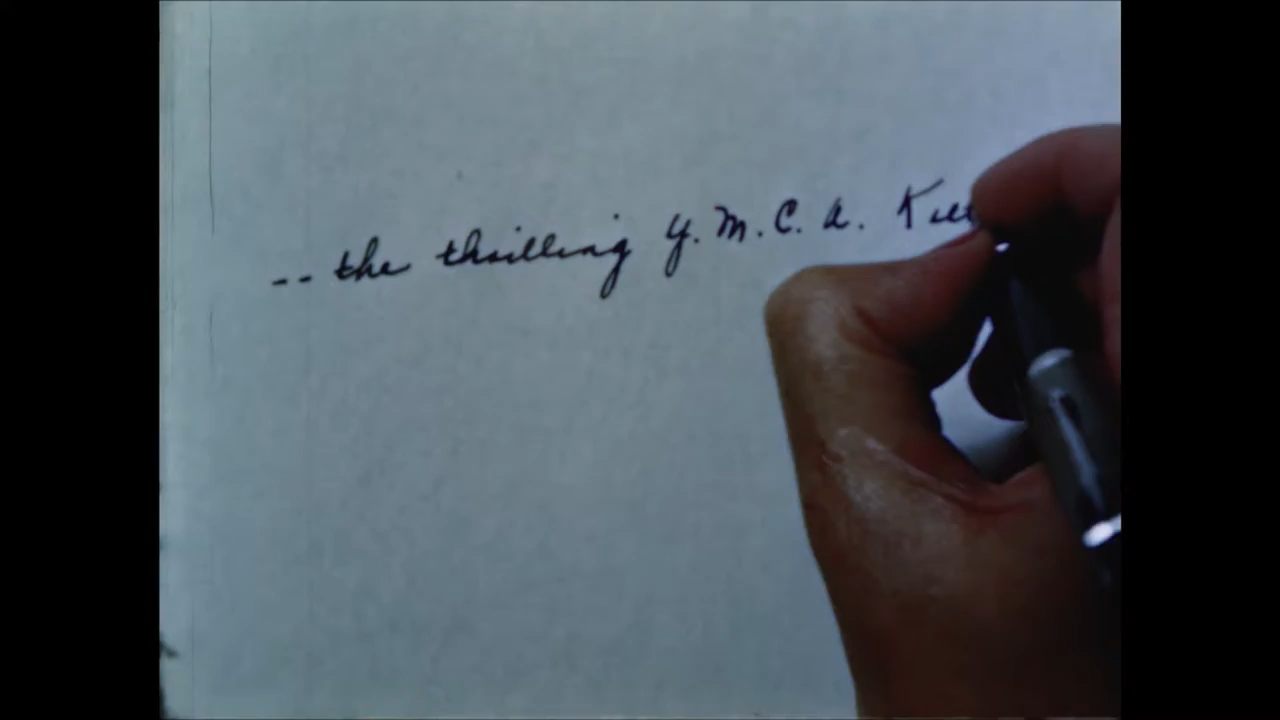 -- the thrilling Y. M. C. A.